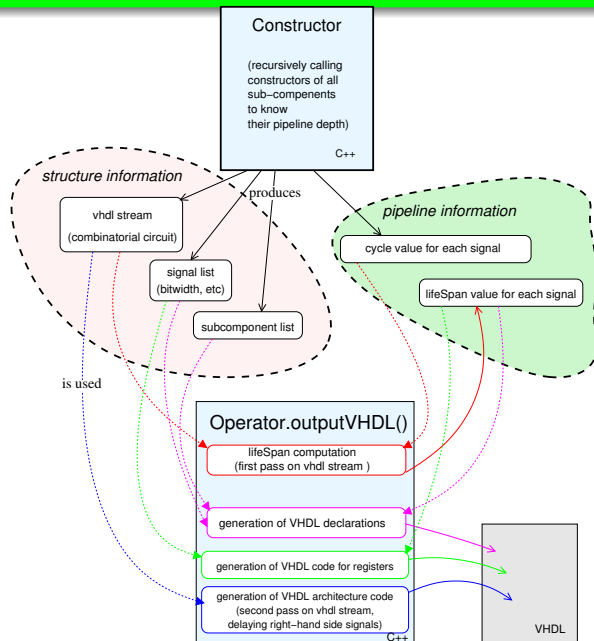 Constructor
(recursively calling
constructors of all
sub-compenents
to know
their pipeline depth)
C++
structure information
produces
pipeline information
vhdl stream
(combinatorial circuit)
cycle value for each signal
signal list
(bitwidth, etc)
lifeSpan value for each signal
subcomponent list
is used
Operator.outputVHDL()
lifeSpan computation
(first pass on vhdl stream )
generation of VHDL declarations
generation of VHDL code for registers
generation of VHDL architecture code
(second pass on vhdl stream,
delaying right-hand side signals)
C++
VHDL